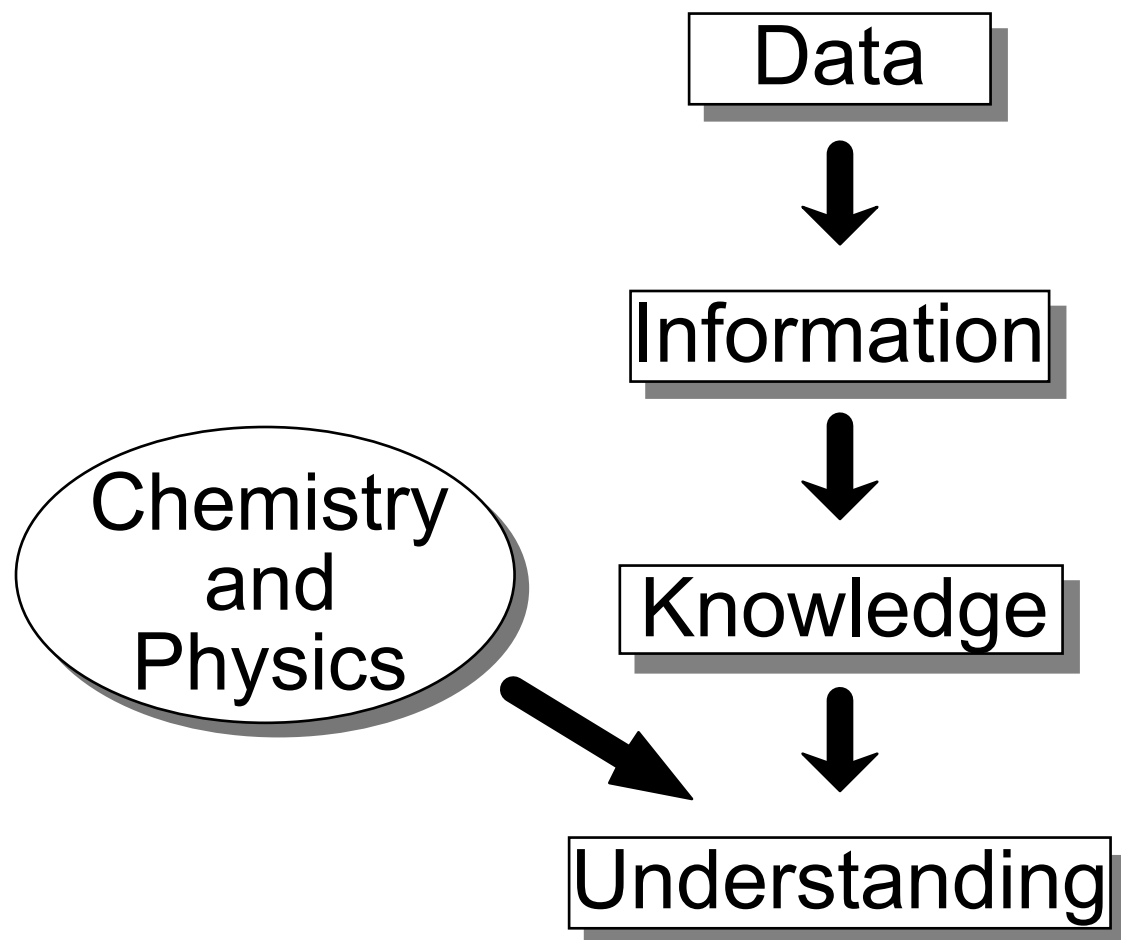 Data
Information
Chemistry
and
Physics
Knowledge
Understanding